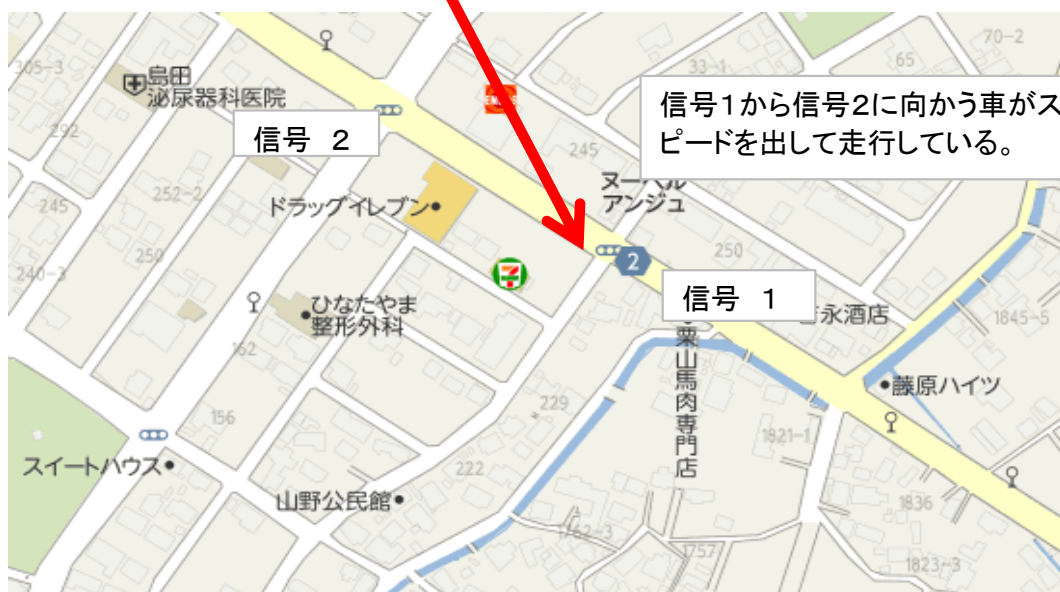 70-2
305-3
65
33-1
島田
泌尿器科医院
ENEOS
信号1から信号2に向かう車がス
ピードを出して走行している。
292
信号 2
245
252-2
ヌーベル
アンジュ
245
ドラッグイレブン
250
250
2
240-3
7
信号 1
ひなたやま
整形外科
永酒店
1845-5
162
栗山馬肉専門店
藤原ハイツ
229
156
1821-1
スイートハウス
222
山野公民館
1836
1762-3
1757
1823-3